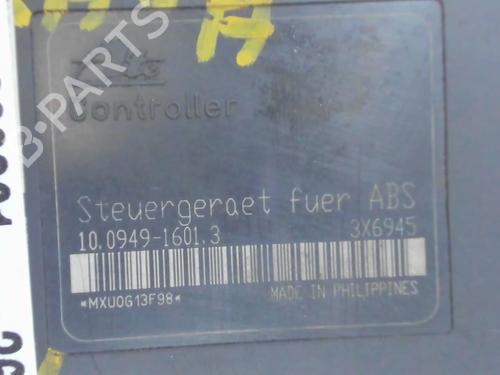 B-PARTS
Controller
Steuergeraet fuer ABS
10.0949-1601.3 3X6945
*MXU0G13F98* MADE IN PHILIPPINES